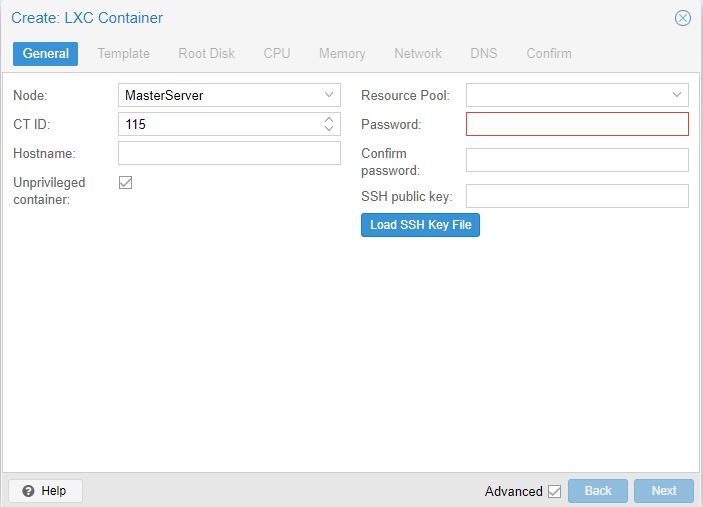 Create: LXC Container
General Template Root Disk CPU Memory Network DNS Confirm
Node: MasterServer
CT ID: 115
Hostname:
Unprivileged
container:
Resource Pool:
Password:
Confirm
password:
SSH public key:
Load SSH Key File
Help
Advanced Back Next